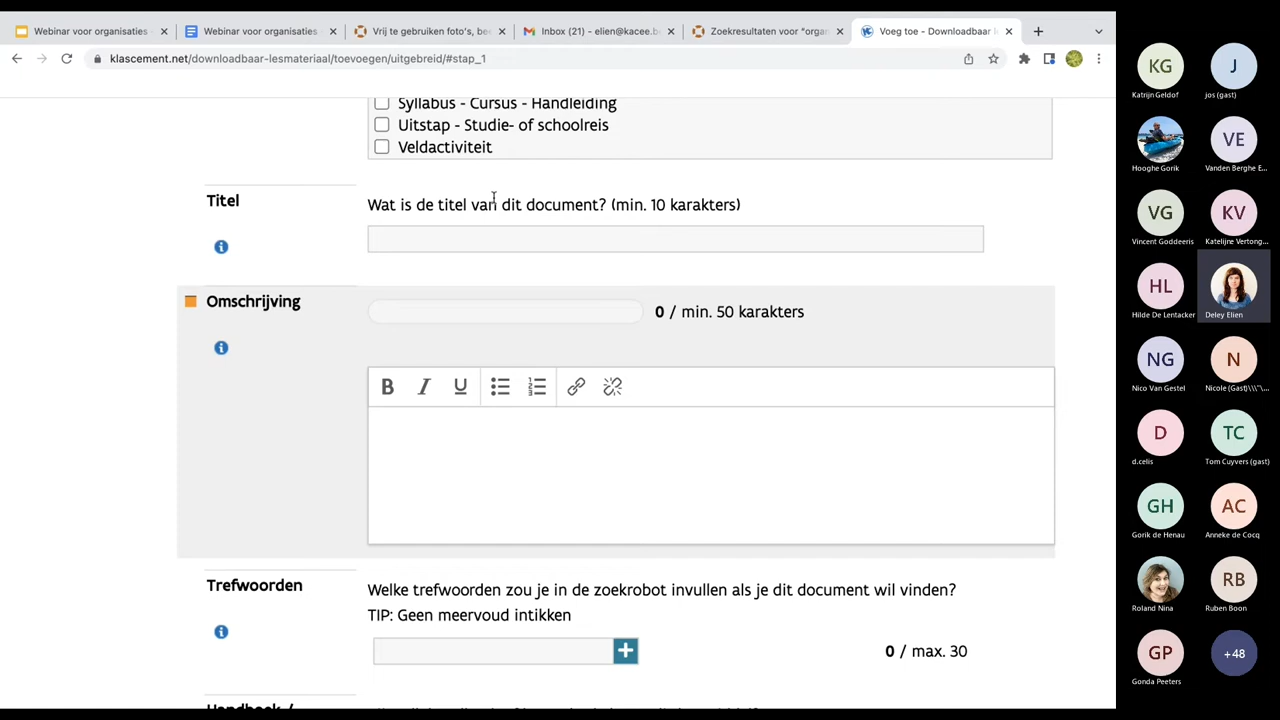 Webinar voor organisaties
Webinar voor organisaties
Vrij te gebruiken foto's, bee
Inbox (21) - elien@kacee.b
Zoekresultaten voor "organ
Voeg toe - Downloadbaar l
klascement.net/downloadbaar-lesmateriaal/toevoegen/uitgebreid/#stap_1
Syllabus - Cursus - Handleiding
Uitstap - Studie- of schoolreis
Veldactiviteit
Titel
Wat is de titel van dit document? (min. 10 karakters)
Omschrijving
0 / min. 50 karakters
B I U
Trefwoorden
Welke trefwoorden zou je in de zoekrobot invullen als je dit document wil vinden?
TIP: Geen meervoud intikken
0 / max. 30
Handboek /
KG
J
Katrijn Geldof
jos (gast)
VE
Hooghe Gorik
Vanden Berghe E...
VG
KV
Vincent Goddeeris
Katelijne Vertong...
HL
Hilde De Lentacker
Deley Elien
NG
N
Nico Van Gestel
Nicole (Gast)\\\"\...
D
TC
d.celis
Tom Cuyvers (gast)
GH
AC
Gorik de Henau
Anneke de Cocq
RB
Roland Nina
Ruben Boon
GP
+48
Gonda Peeters